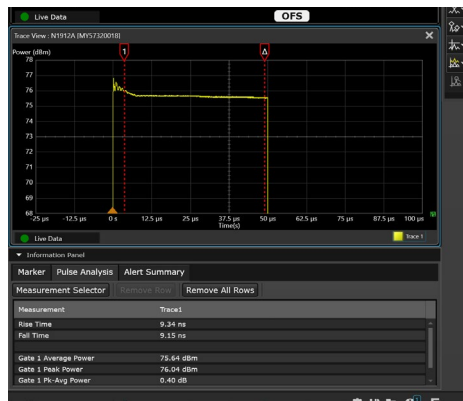 Live Data
OFS
Trace View : N1912A [MY57320018]
Power (dBm)
1 Δ
78
77
76
75
74
73
72
71
70
69
68
-25 μs -12.5 μs 0 s 12.5 μs 25 μs 37.5 μs 50 μs 62.5 μs 75 μs 87.5 μs 100 μs
Time(s)
Live Data Trace 1
Information Panel
Marker Pulse Analysis Alert Summary
Measurement Selector Remove Row Remove All Rows
Measurement Trace1
Rise Time 9.34 ns
Fall Time 9.15 ns
Gate 1 Average Power 75.64 dBm
Gate 1 Peak Power 76.04 dBm
Gate 1 Pk-Avg Power 0.40 dB